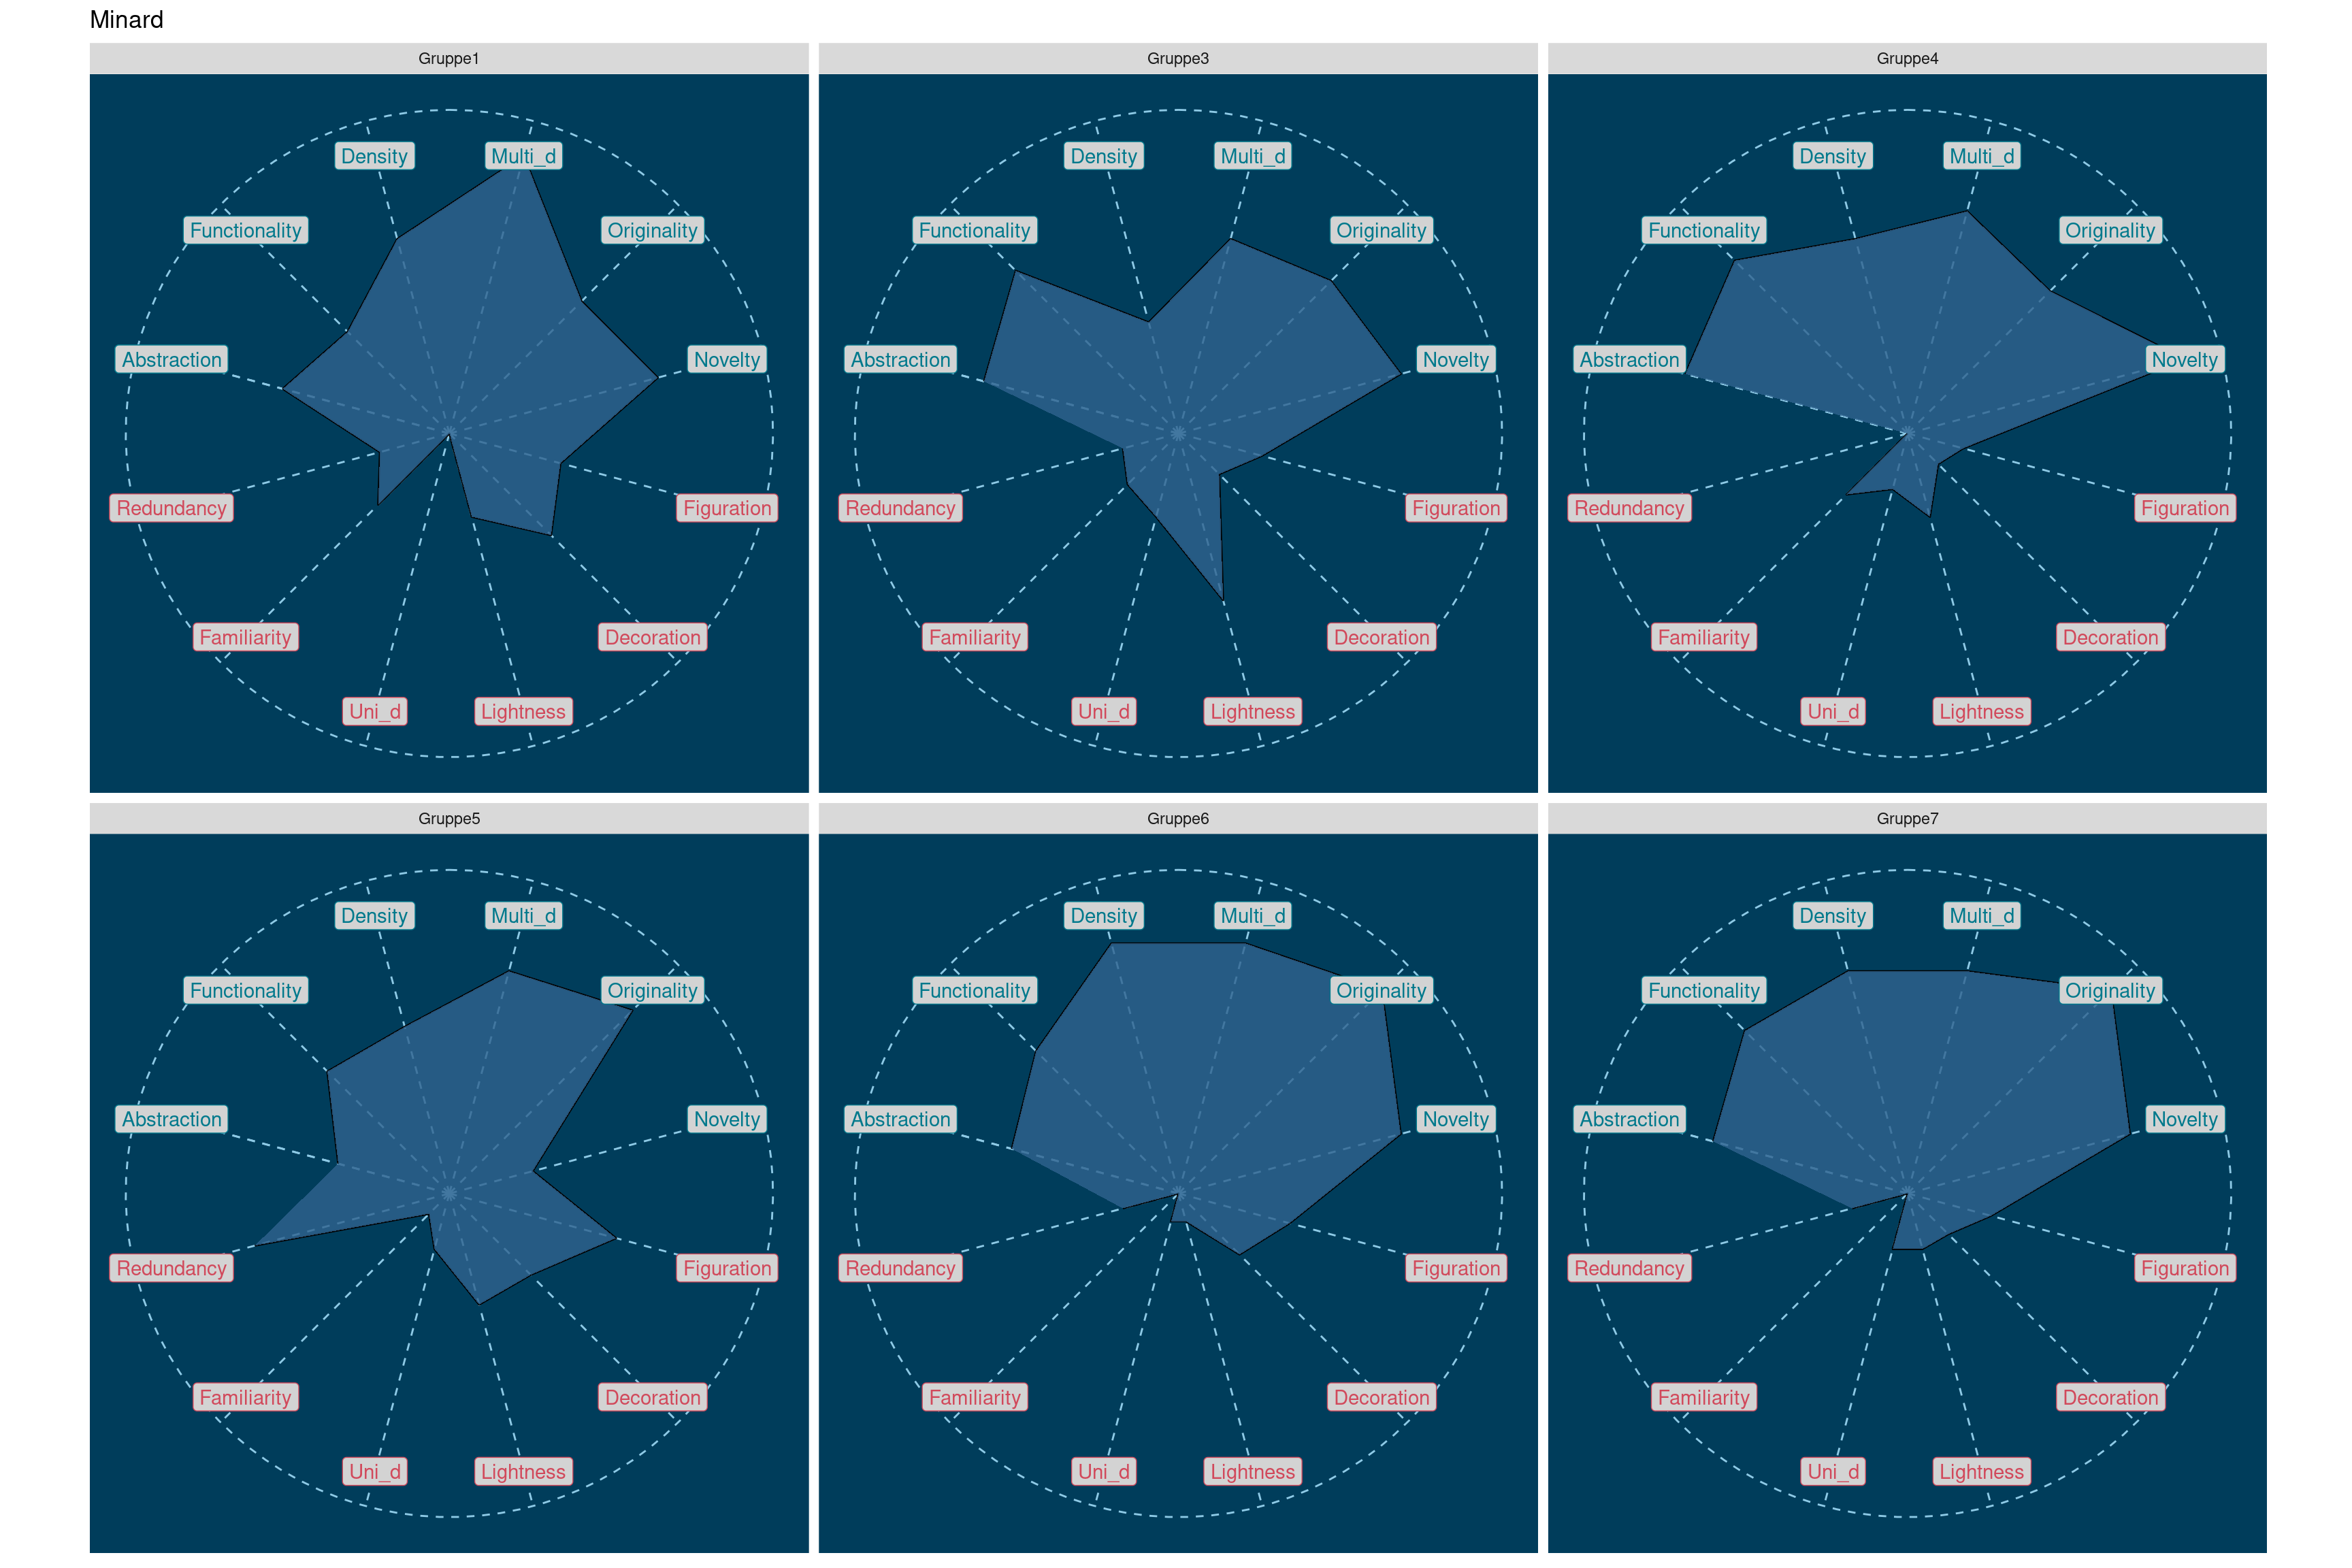 Minard
Gruppe1
Density
Multi_d
Functionality
Originality
Abstraction
Novelty
Redundancy
Figuration
Familiarity
Decoration
Uni_d
Lightness
Gruppe3
Density
Multi_d
Functionality
Originality
Abstraction
Novelty
Redundancy
Figuration
Familiarity
Decoration
Uni_d
Lightness
Gruppe4
Density
Multi_d
Functionality
Originality
Abstraction
Novelty
Redundancy
Figuration
Familiarity
Decoration
Uni_d
Lightness
Gruppe5
Density
Multi_d
Functionality
Originality
Abstraction
Novelty
Redundancy
Figuration
Familiarity
Decoration
Uni_d
Lightness
Gruppe6
Density
Multi_d
Functionality
Originality
Abstraction
Novelty
Redundancy
Figuration
Familiarity
Decoration
Uni_d
Lightness
Gruppe7
Density
Multi_d
Functionality
Originality
Abstraction
Novelty
Redundancy
Figuration
Familiarity
Decoration
Uni_d
Lightness